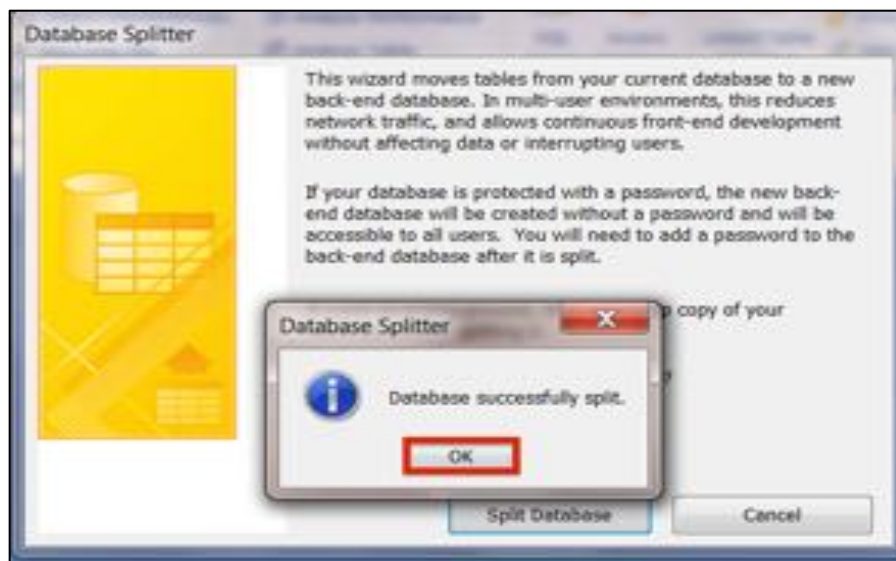 Database Splitter
This wizard moves tables from your current database to a new
back-end database. In multi-user environments, this reduces
network traffic, and allows continuous front-end development
without affecting data or interrupting users.
If your database is protected with a password, the new back-
end database will be created without a password and will be
accessible to all users. You will need to add a password to the
back-end database after it is split.
copy of your
Database Splitter
Database successfully split.
OK
Split Database
Cancel